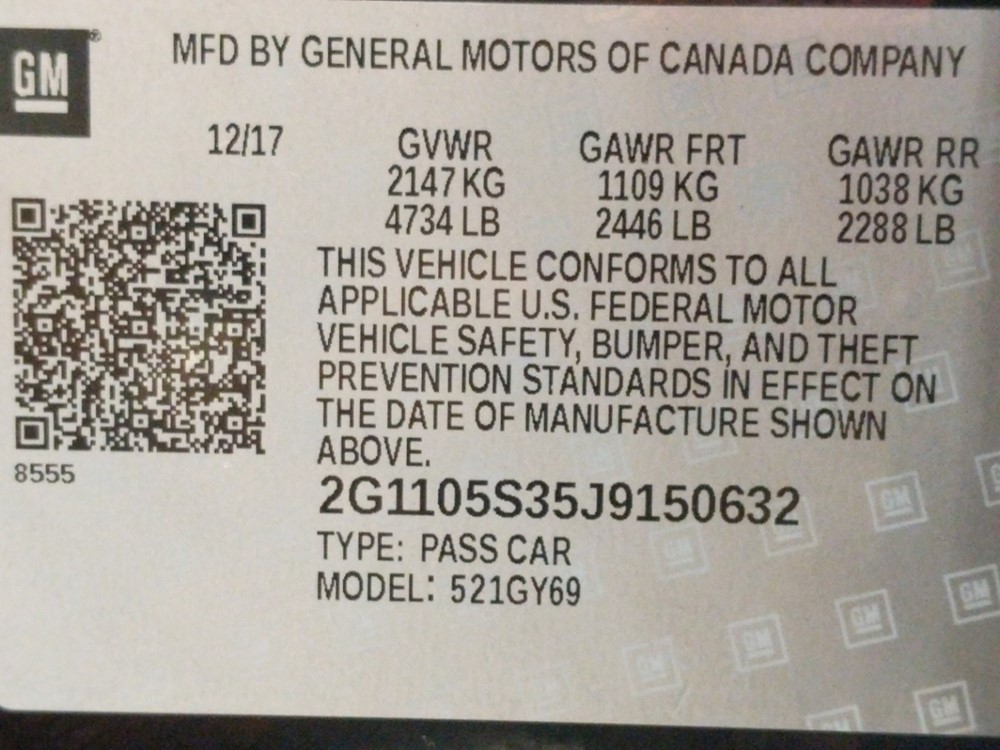 GM
MFD BY GENERAL MOTORS OF CANADA COMPANY
12/17 GVWR GAWR FRT GAWR RR
2147 KG 1109 KG 1038 KG
4734 LB 2446 LB 2288 LB
THIS VEHICLE CONFORMS TO ALL
APPLICABLE U.S. FEDERAL MOTOR
VEHICLE SAFETY, BUMPER, AND THEFT
PREVENTION STANDARDS IN EFFECT ON
THE DATE OF MANUFACTURE SHOWN
ABOVE.
8555
2G1105S35J9150632
TYPE: PASS CAR
MODEL: 521GY69